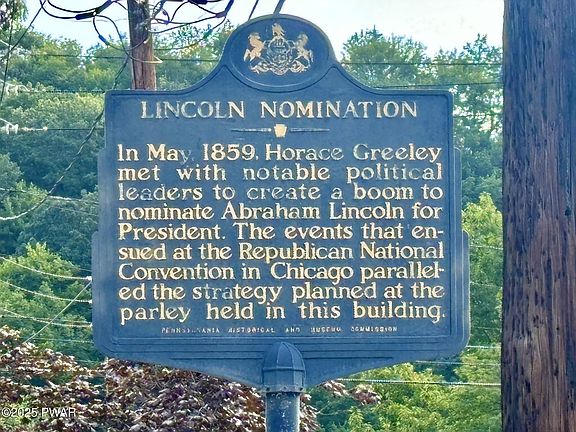 LINCOLN NOMINATION
In May, 1859, Horace Greeley
met with notable political
leaders to create a boom to
nominate Abraham Lincoln for
President. The events that en-
sued at the Republican National
Convention in Chicago parallel-
ed the strategy planned at the
parley held in this building.
PENNSYLVANIA HISTORICAL AND MUSEUM COMMISSION
©2025 PWAR